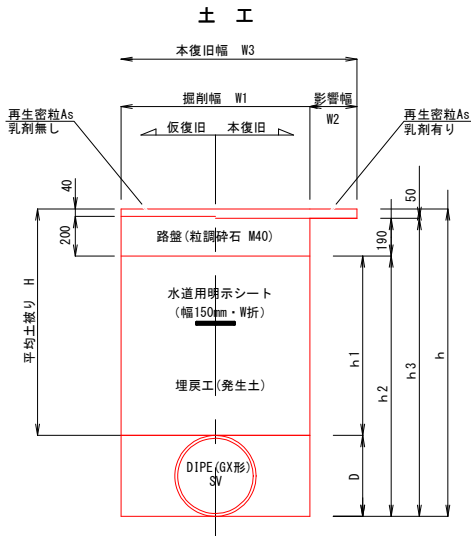 土 工
本復旧幅 W3
掘削幅 W1
影響幅
W2
再生密粒As
乳剤無し
再生密粒As
乳剤有り
仮復旧
本復旧
40
50
200
190
路盤(粒調砕石 M40)
水道用明示シート
(幅150mm・W折)
平均土被り H
埋戻工(発生土)
h1
h2
h3
h
DIPE(GX形)
SV
D